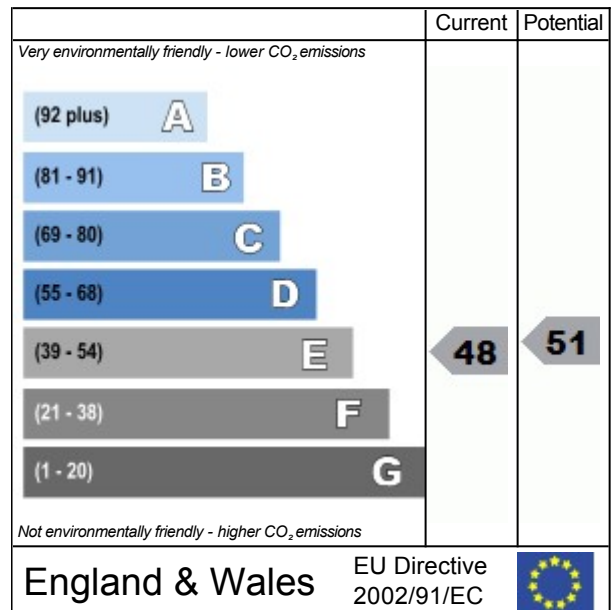 Current Potential
Very environmentally friendly - lower CO₂ emissions
(92 plus) A
(81 - 91) B
(69 - 80) C
(55 - 68) D
(39 - 54) E 48 51
(21 - 38) F
(1 - 20) G
Not environmentally friendly - higher CO₂ emissions
England & Wales EU Directive
2002/91/EC